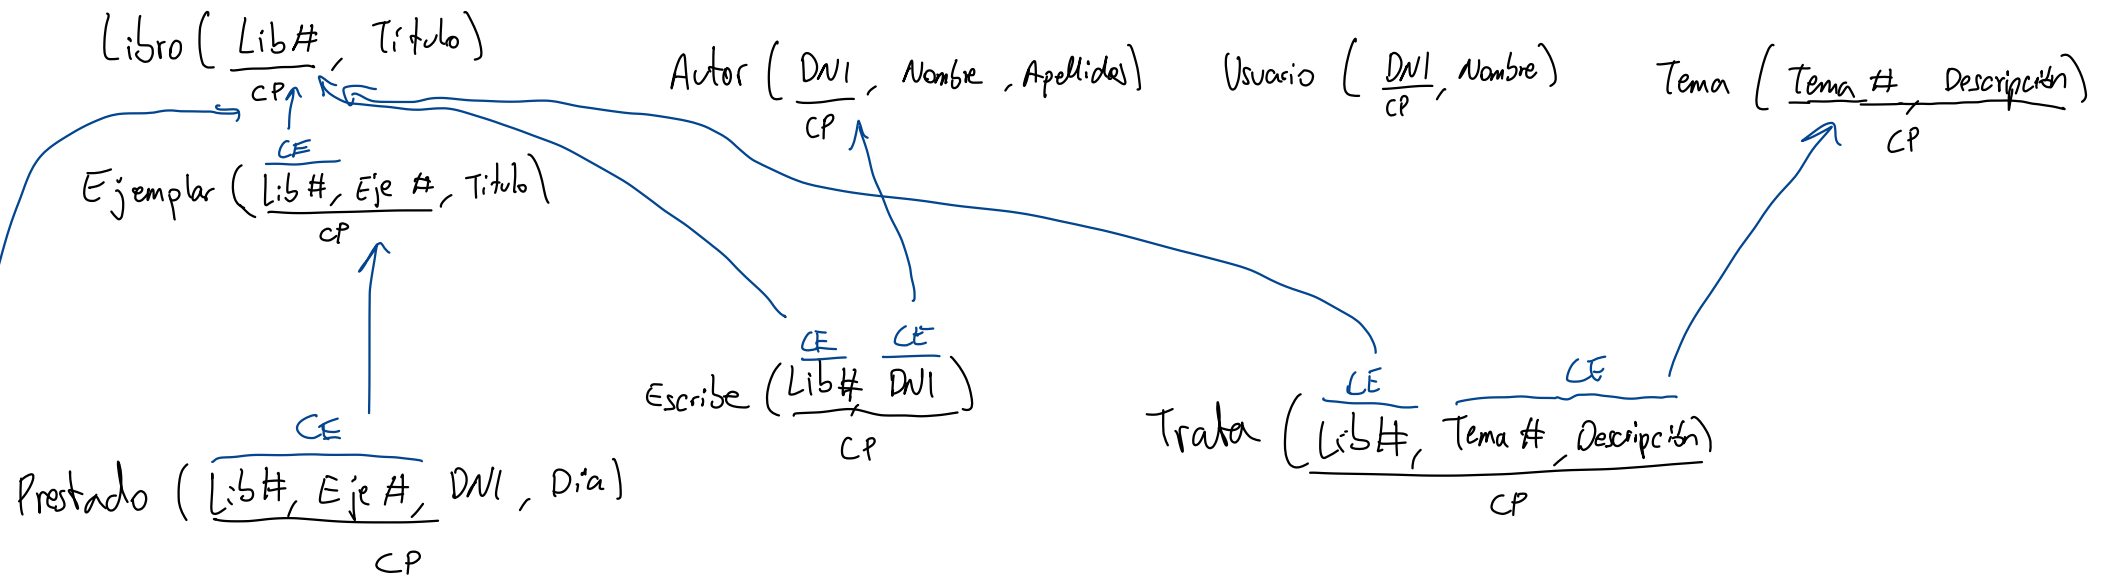 Libro ( Lib#, Título)
CP
Autor ( DNI, Nombre, Apellidos)
CP
Usuario ( DNI, Nombre)
CP
Tema ( Tema #, Descripción)
CP
CE
Ejemplar ( Lib#, Eje #, Titulo)
CP
CE
Prestado ( Lib#, Eje #, DNI, Día)
CP
CE CE
Escribe ( Lib#, DNI )
CP
CE CE
Trata ( Lib#, Tema #, Descripción)
CP